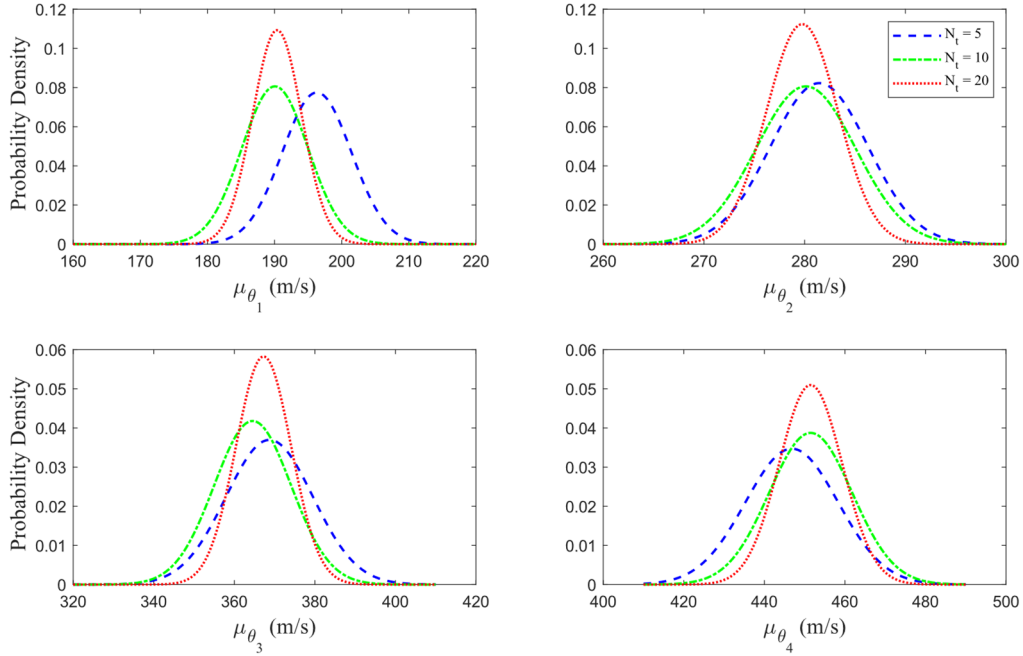 0.12
0.1
0.08
0.06
0.04
0.02
0
Probability Density
160 170 180 190 200 210 220
μθ1 (m/s)
0.12
0.1
0.08
0.06
0.04
0.02
0
260 270 280 290 300
μθ2 (m/s)
Nt = 5
Nt = 10
Nt = 20
0.06
0.05
0.04
0.03
0.02
0.01
0
Probability Density
320 340 360 380 400 420
μθ3 (m/s)
0.06
0.05
0.04
0.03
0.02
0.01
0
400 420 440 460 480 500
μθ4 (m/s)